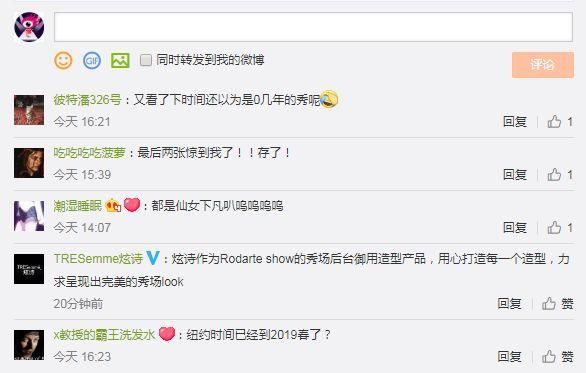 GIF 同时转发到我的微博 评论
彼特潘326号：又看了下时间还以为是0几年的秀呢
今天 16:21 回复 1
吃吃吃吃菠萝：最后两张惊到我了！！存了！
今天 15:39 回复 1
潮湿睡眠：都是仙女下凡叭呜呜呜呜
今天 14:07 回复 1
TRESemme炫诗 V：炫诗作为Rodarte show的秀场后台御用造型产品，用心打造每一个造型，力
求呈现出完美的秀场look
20分钟前 回复 赞
x教授的霸王洗发水：纽约时间已经到2019春了？
今天 16:23 回复 赞